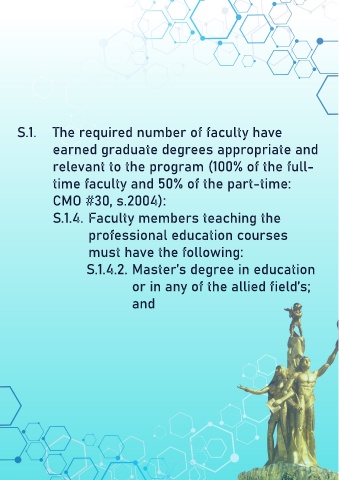 S.1. The required number of faculty have
earned graduate degrees appropriate and
relevant to the program (100% of the full-
time faculty and 50% of the part-time:
CMO #30, s.2004):
S.1.4. Faculty members teaching the
professional education courses
must have the following:
S.1.4.2. Master's degree in education
or in any of the allied field's;
and